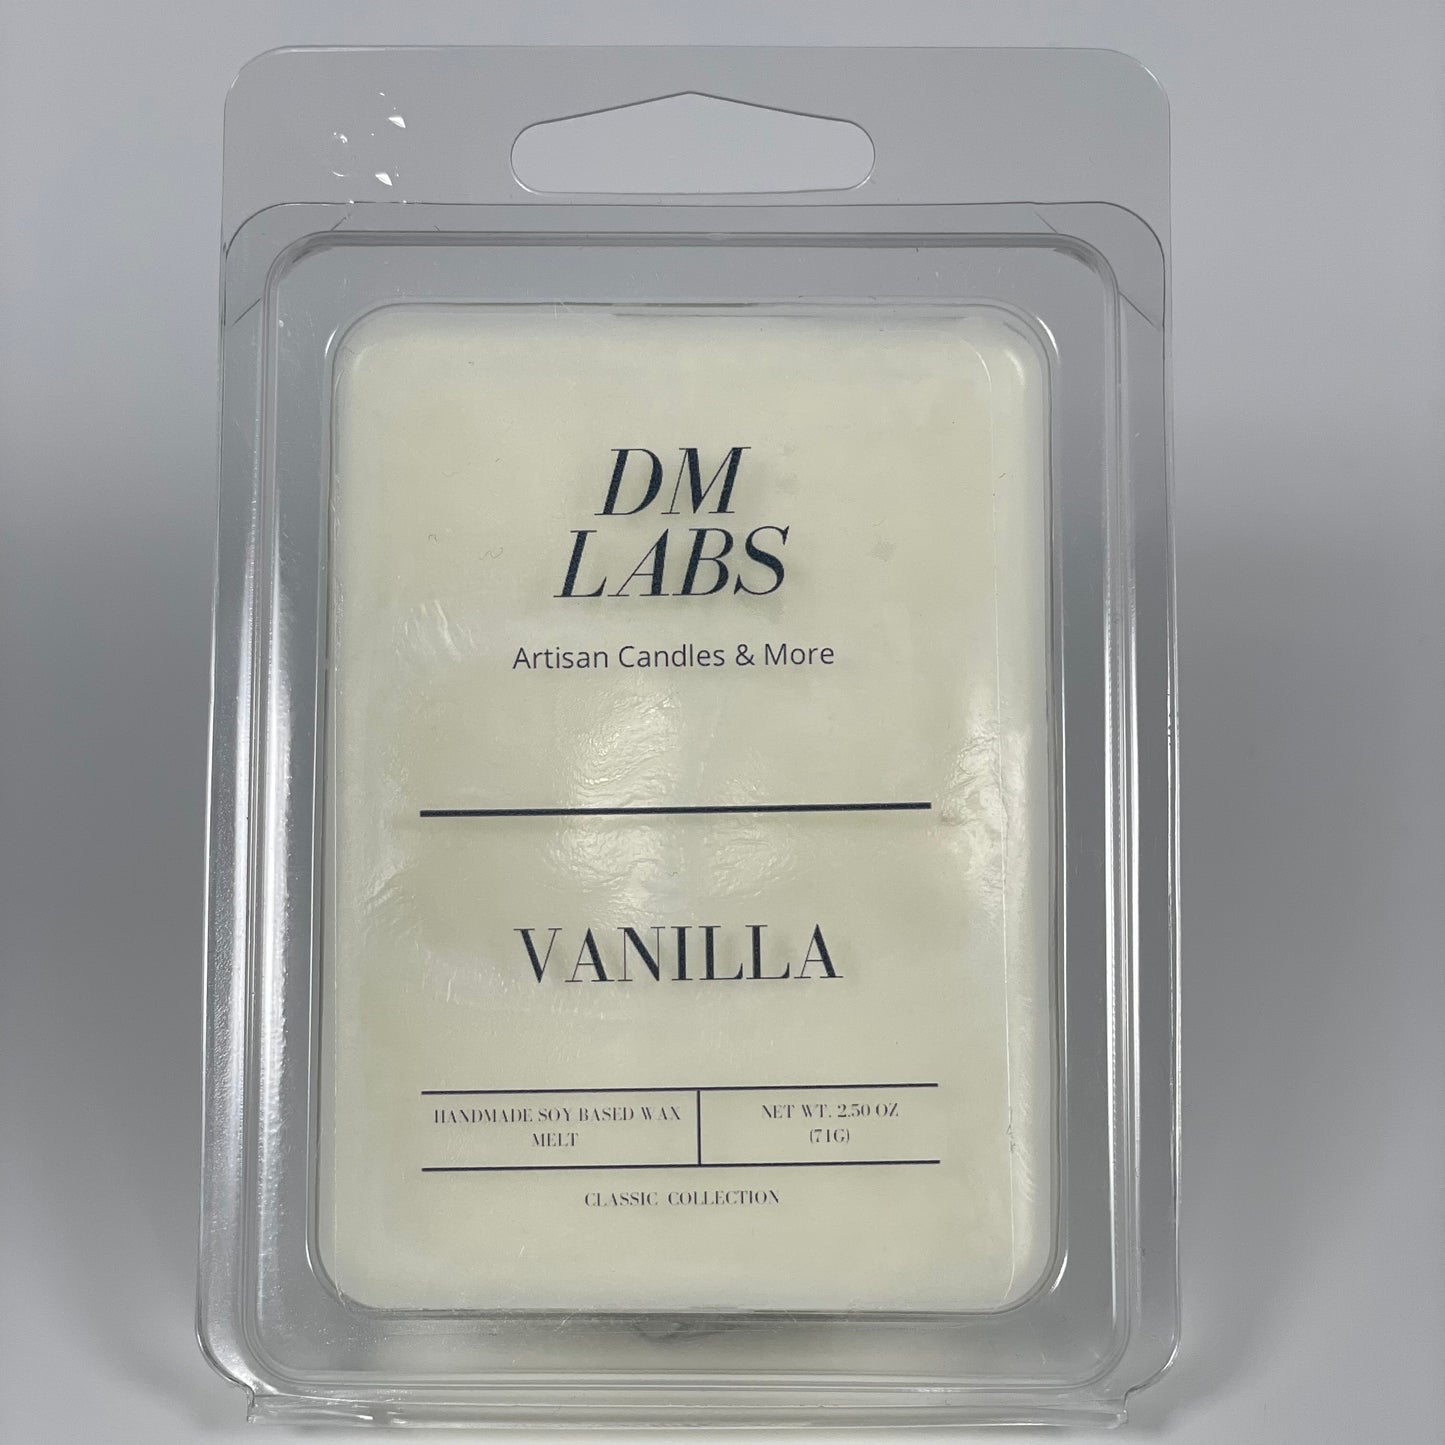 DM
LABS
Artisan Candles & More
VANILLA
HANDMADE SOY BASED WAX
MELT
NET WT. 2.50 OZ
(71G)
CLASSIC COLLECTION